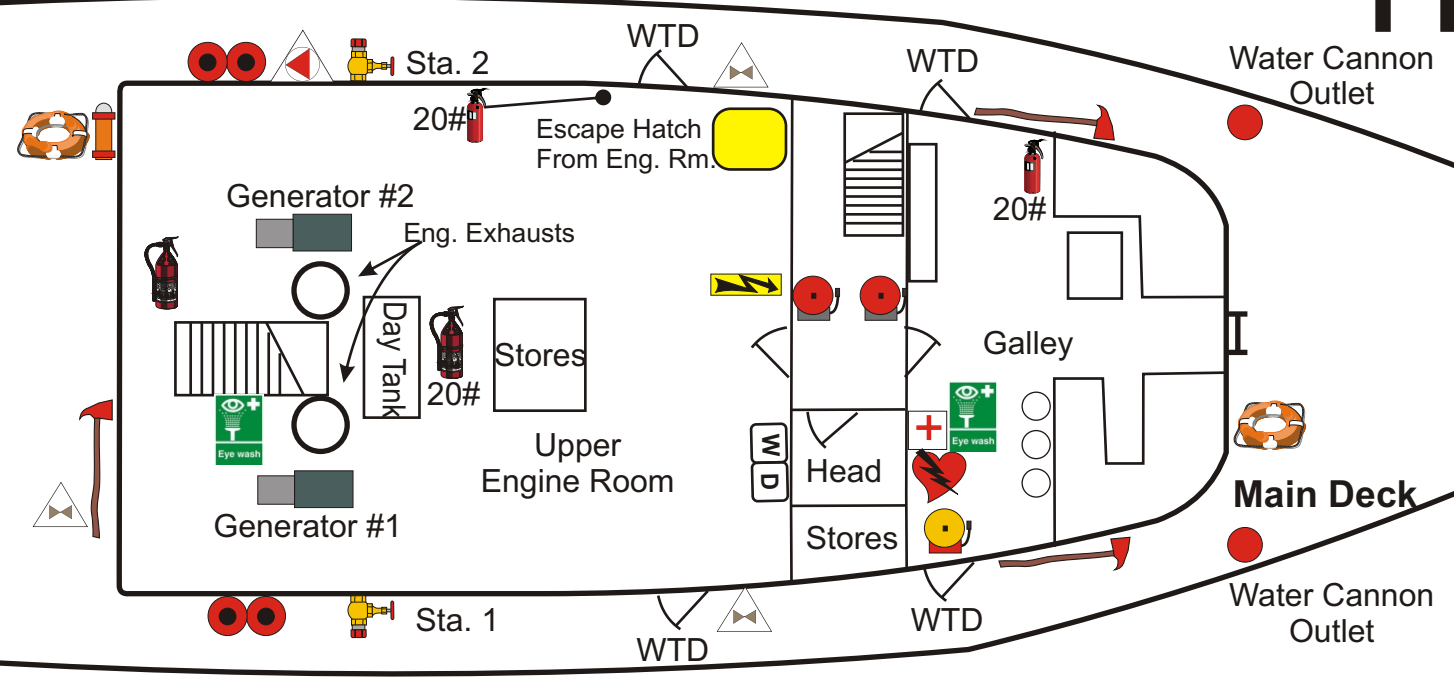 WTD
Sta. 2
WTD
Water Cannon
Outlet
20#
Escape Hatch
From Eng. Rm.
Generator #2
20#
Eng. Exhausts
Day Tank
Stores
Galley
20#
Eye wash
Eye wash
Upper
Engine Room
W
D
Head
Main Deck
Generator #1
Stores
Sta. 1
WTD
WTD
Water Cannon
Outlet